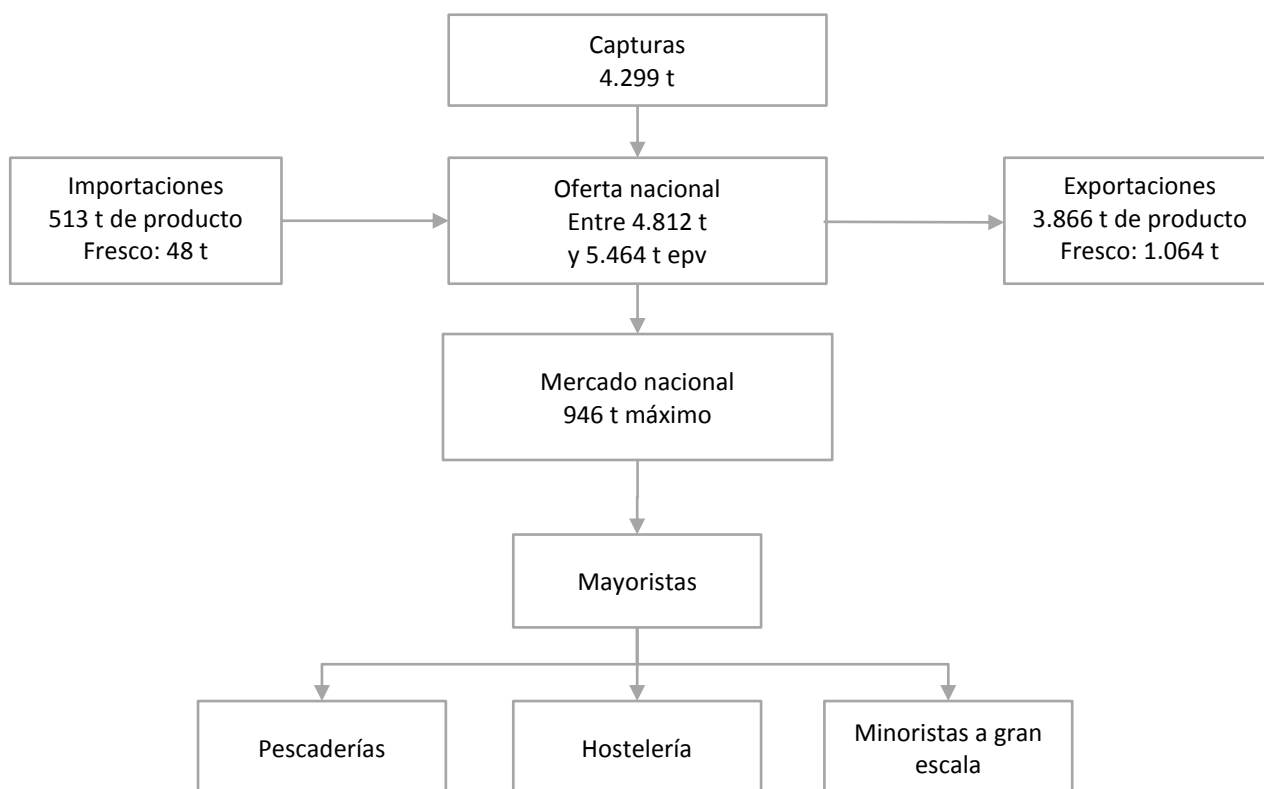 Capturas
4.299 t
Importaciones
513 t de producto
Fresco: 48 t
Oferta nacional
Entre 4.812 t
y 5.464 t epv
Exportaciones
3.866 t de producto
Fresco: 1.064 t
Mercado nacional
946 t máximo
Mayoristas
Pescaderías
Hostelería
Minoristas a gran
escala